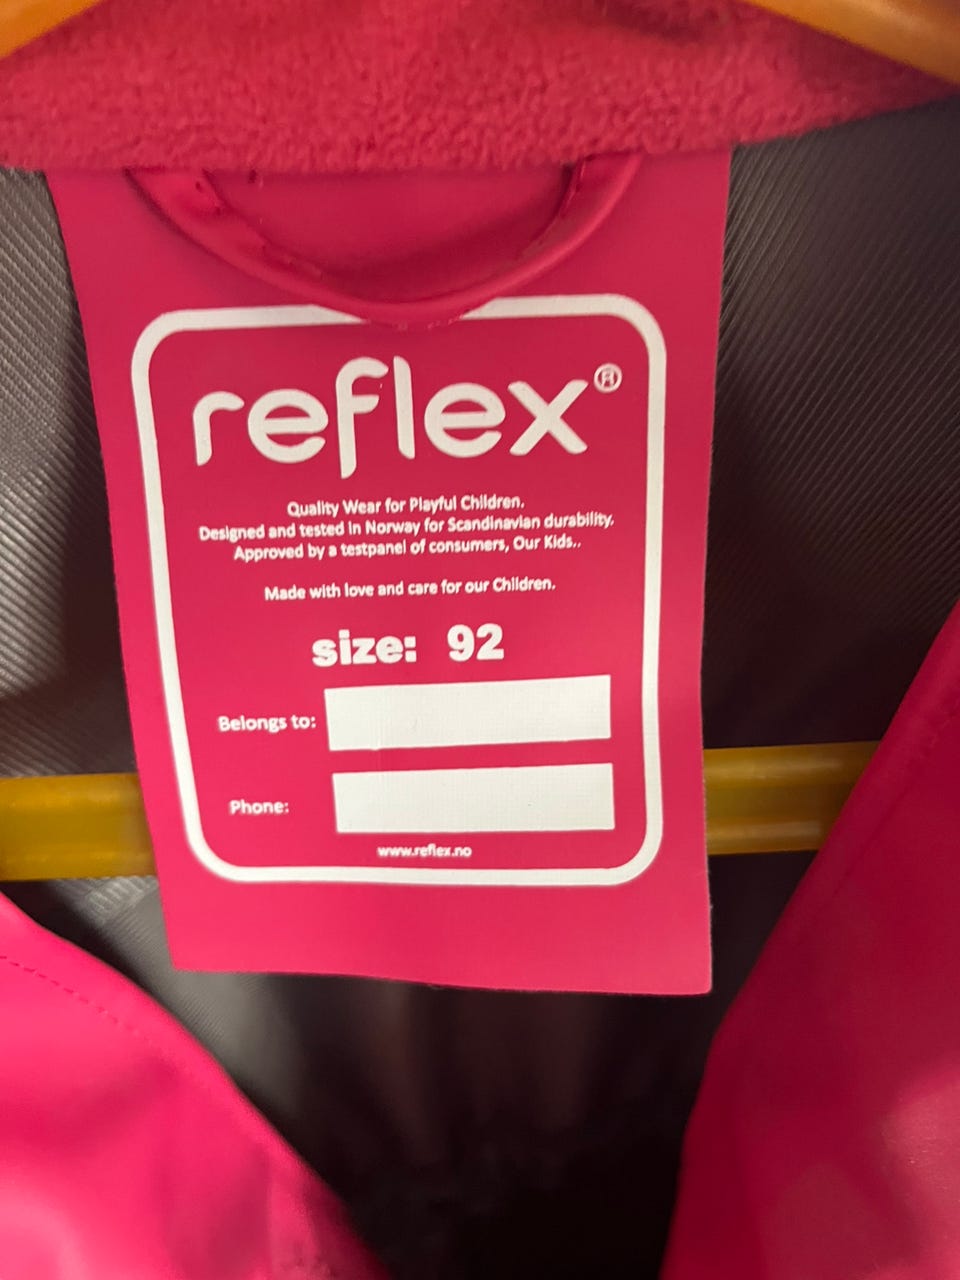 reflex®
Quality Wear for Playful Children.
Designed and tested in Norway for Scandinavian durability.
Approved by a testpanel of consumers, Our Kids..
Made with love and care for our Children.
size: 92
Belongs to:
Phone:
www.reflex.no